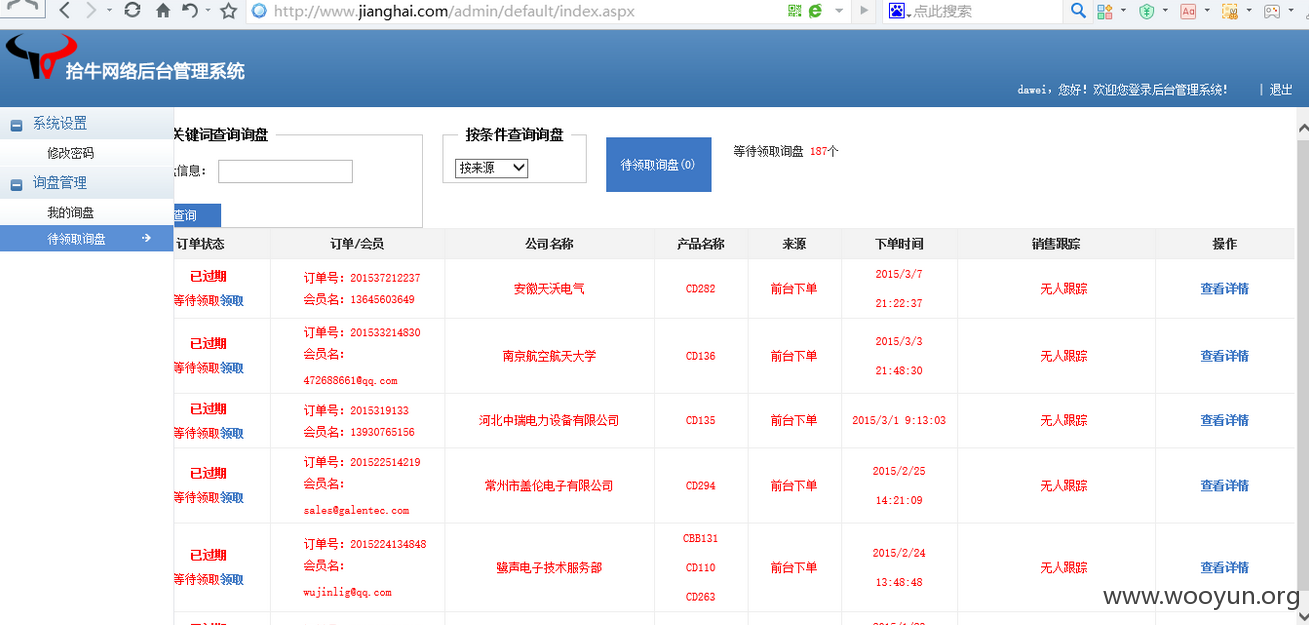 http://www.jianghai.com/admin/default/index.aspx
点此搜索
拾牛网络后台管理系统
dawei，您好！欢迎您登录后台管理系统！ | 退出
系统设置
修改密码
询盘管理
我的询盘
待领取询盘
关键词查询询盘
信息：
查询
按条件查询询盘
按来源
待领取询盘(0)
等待领取询盘 187个
订单状态 订单/会员 公司名称 产品名称 来源 下单时间 销售跟踪 操作
已过期
等待领取领取
订单号：201537212237
会员名：13645603649
安徽天沃电气
CD282
前台下单
2015/3/7
21:22:37
无人跟踪
查看详情
已过期
等待领取领取
订单号：201533214830
会员名：
472688661@qq.com
南京航空航天大学
CD136
前台下单
2015/3/3
21:48:30
无人跟踪
查看详情
已过期
等待领取领取
订单号：2015319133
会员名：13930765156
河北中瑞电力设备有限公司
CD135
前台下单
2015/3/1 9:13:03
无人跟踪
查看详情
已过期
等待领取领取
订单号：201522514219
会员名：
sales@galentec.com
常州市盖伦电子有限公司
CD294
前台下单
2015/2/25
14:21:09
无人跟踪
查看详情
已过期
等待领取领取
订单号：2015224134848
会员名：
wujinlig@qq.com
骁声电子技术服务部
CBB131
CD110
CD263
前台下单
2015/2/24
13:48:48
无人跟踪
查看详情
www.wooyun.org